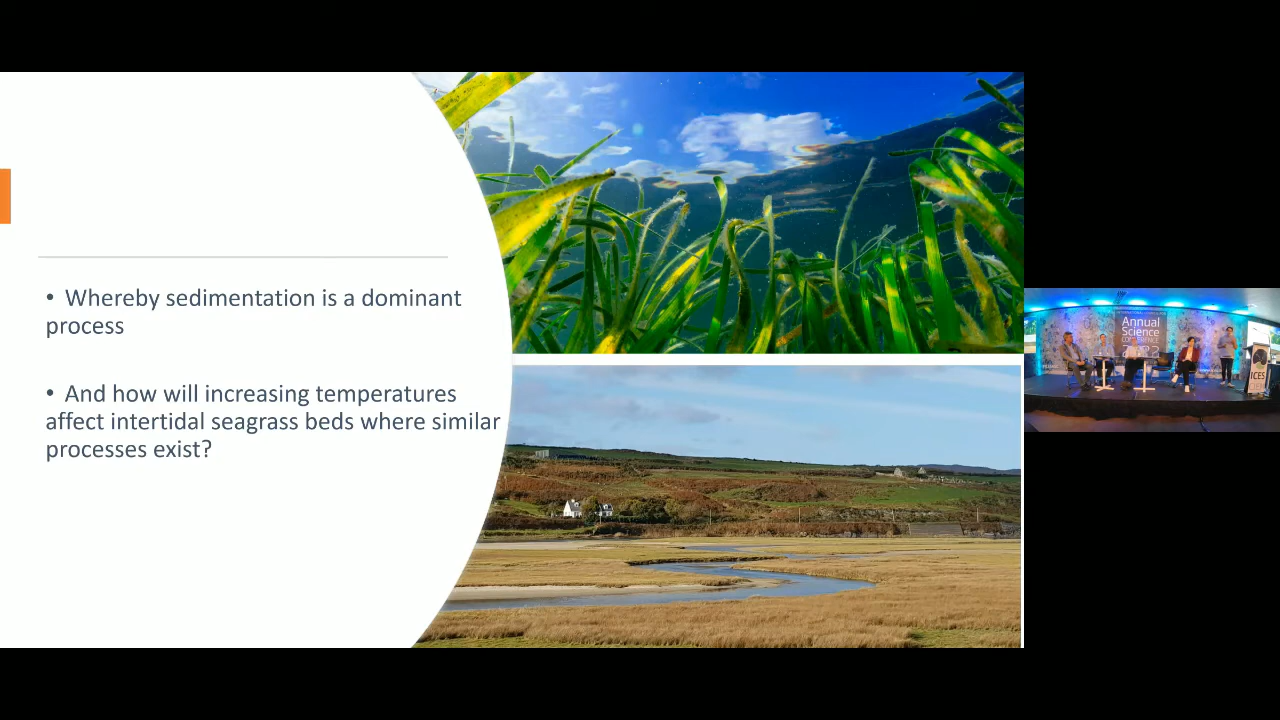 • Whereby sedimentation is a dominant
process
• And how will increasing temperatures
affect intertidal seagrass beds where similar
processes exist?
Annual
Science
ICES